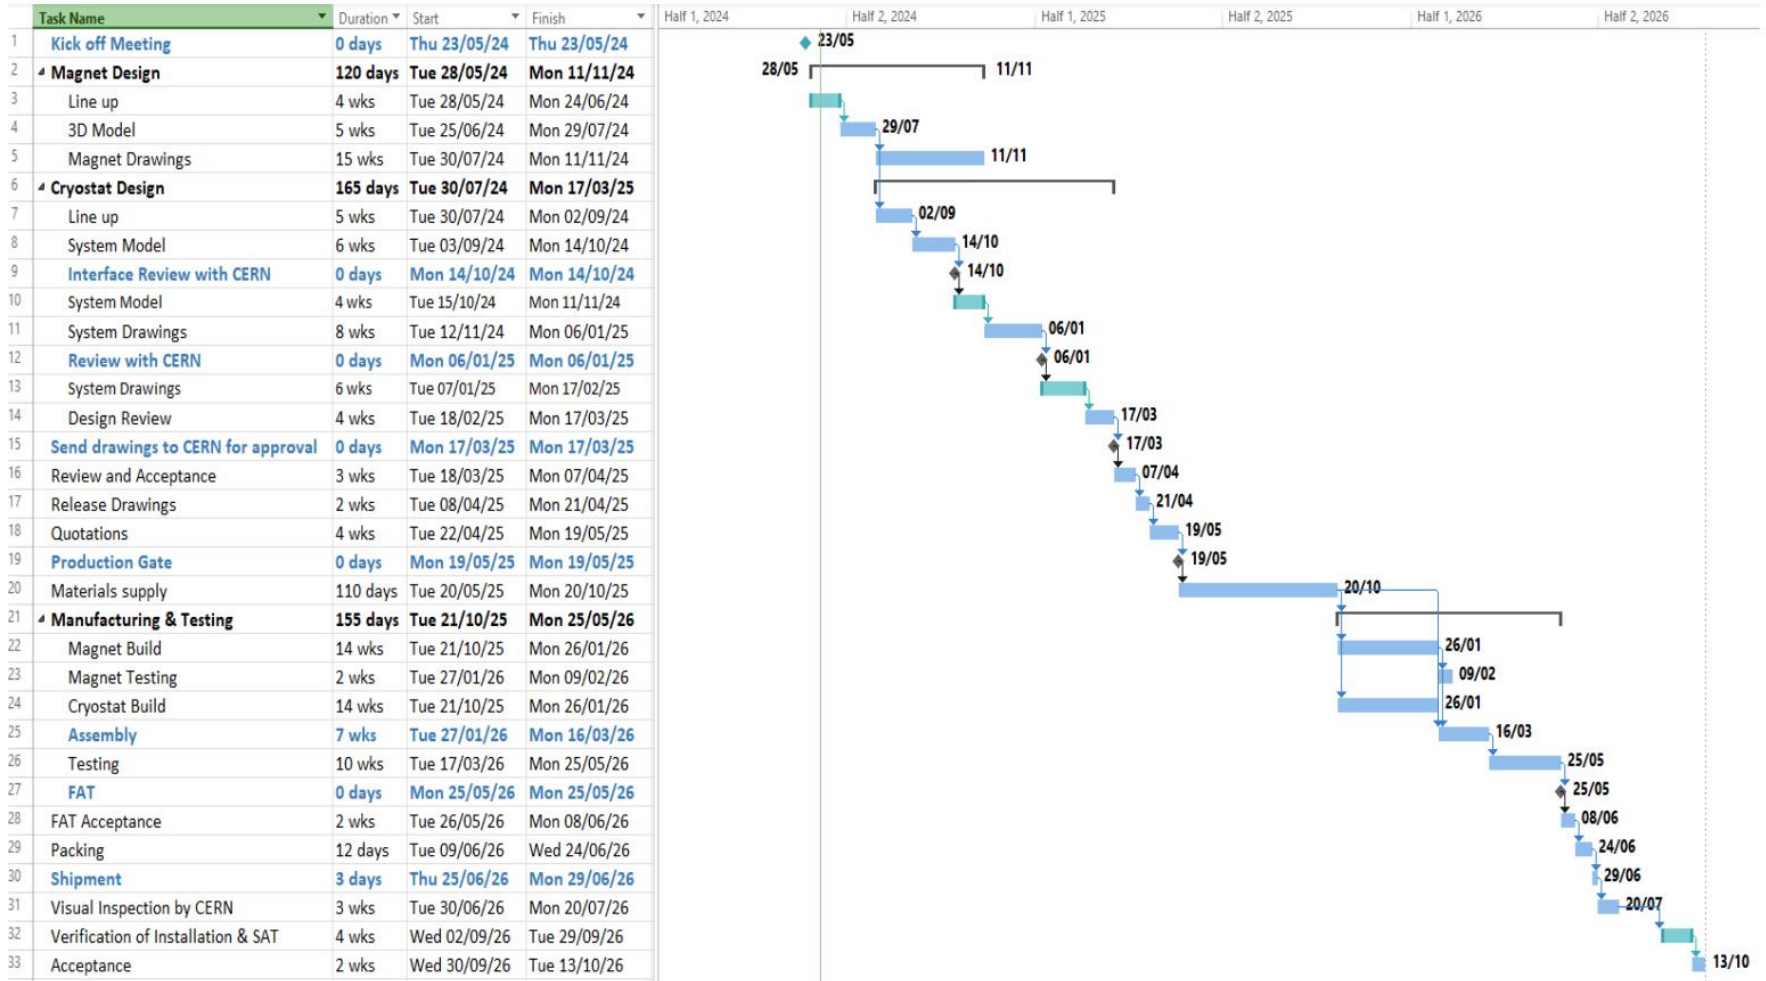 Task Name Duration Start Finish Half 1, 2024 Half 2, 2024 Half 1, 2025 Half 2, 2025 Half 1, 2026 Half 2, 2026
1 Kick off Meeting 0 days Thu 23/05/24 Thu 23/05/24 23/05
2 Magnet Design 120 days Tue 28/05/24 Mon 11/11/24 28/05 11/11
3 Line up 4 wks Tue 28/05/24 Mon 24/06/24
4 3D Model 5 wks Tue 25/06/24 Mon 29/07/24 29/07
5 Magnet Drawings 15 wks Tue 30/07/24 Mon 11/11/24 11/11
6 Cryostat Design 165 days Tue 30/07/24 Mon 17/03/25
7 Line up 5 wks Tue 30/07/24 Mon 02/09/24 02/09
8 System Model 6 wks Tue 03/09/24 Mon 14/10/24 14/10
9 Interface Review with CERN 0 days Mon 14/10/24 Mon 14/10/24 14/10
10 System Model 4 wks Tue 15/10/24 Mon 11/11/24
11 System Drawings 8 wks Tue 12/11/24 Mon 06/01/25 06/01
12 Review with CERN 0 days Mon 06/01/25 Mon 06/01/25 06/01
13 System Drawings 6 wks Tue 07/01/25 Mon 17/02/25
14 Design Review 4 wks Tue 18/02/25 Mon 17/03/25 17/03
15 Send drawings to CERN for approval 0 days Mon 17/03/25 Mon 17/03/25 17/03
16 Review and Acceptance 3 wks Tue 18/03/25 Mon 07/04/25 07/04
17 Release Drawings 2 wks Tue 08/04/25 Mon 21/04/25 21/04
18 Quotations 4 wks Tue 22/04/25 Mon 19/05/25 19/05
19 Production Gate 0 days Mon 19/05/25 Mon 19/05/25 19/05
20 Materials supply 110 days Tue 20/05/25 Mon 20/10/25 20/10
21 Manufacturing & Testing 155 days Tue 21/10/25 Mon 25/05/26
22 Magnet Build 14 wks Tue 21/10/25 Mon 26/01/26 26/01
23 Magnet Testing 2 wks Tue 27/01/26 Mon 09/02/26 09/02
24 Cryostat Build 14 wks Tue 21/10/25 Mon 26/01/26 26/01
25 Assembly 7 wks Tue 27/01/26 Mon 16/03/26 16/03
26 Testing 10 wks Tue 17/03/26 Mon 25/05/26 25/05
27 FAT 0 days Mon 25/05/26 Mon 25/05/26 25/05
28 FAT Acceptance 2 wks Tue 26/05/26 Mon 08/06/26 08/06
29 Packing 12 days Tue 09/06/26 Wed 24/06/26 24/06
30 Shipment 3 days Thu 25/06/26 Mon 29/06/26 29/06
31 Visual Inspection by CERN 3 wks Tue 30/06/26 Mon 20/07/26 20/07
32 Verification of Installation & SAT 4 wks Wed 02/09/26 Tue 29/09/26
33 Acceptance 2 wks Wed 30/09/26 Tue 13/10/26 13/10